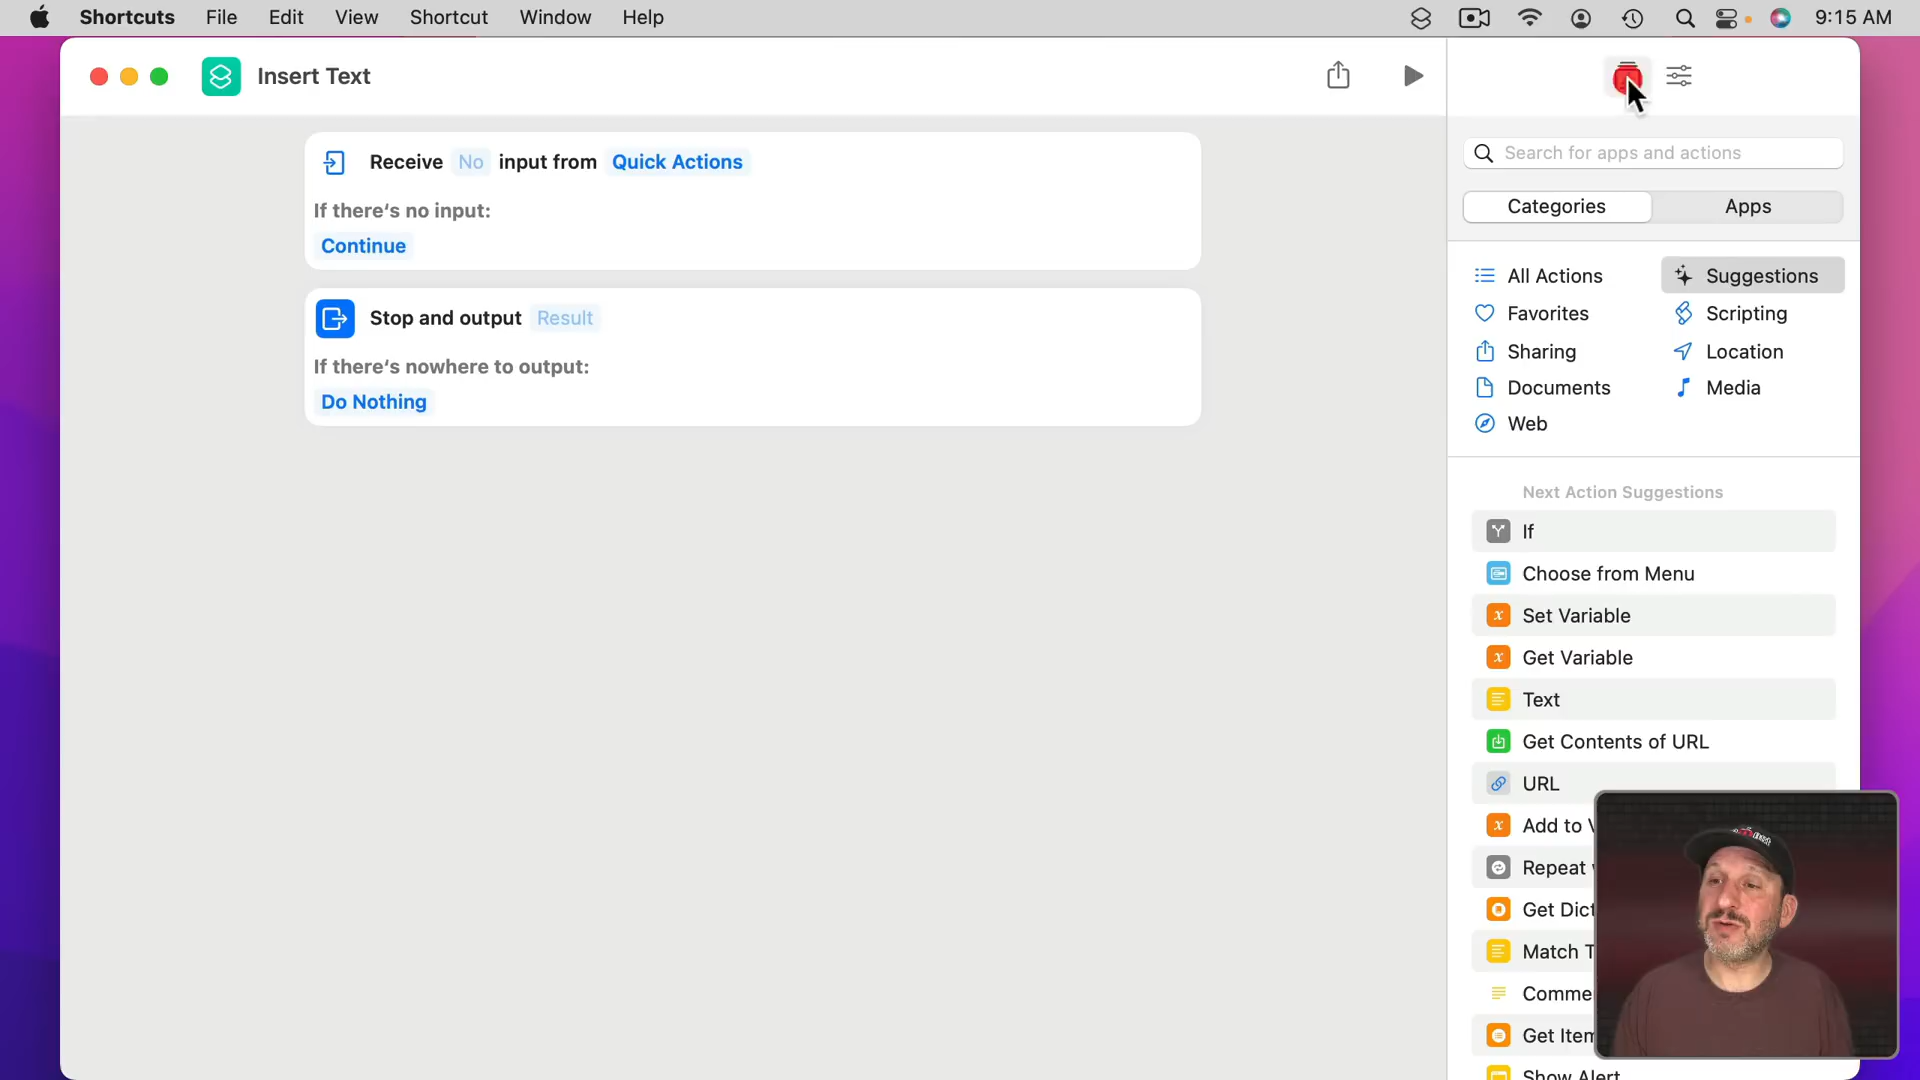 Shortcuts File Edit View Shortcut Window Help 9:15 AM
Insert Text
Receive No input from Quick Actions
If there's no input:
Continue
Stop and output Result
If there's nowhere to output:
Do Nothing
Search for apps and actions
Categories Apps
All Actions Suggestions
Favorites Scripting
Sharing Location
Documents Media
Web
Next Action Suggestions
If
Choose from Menu
Set Variable
Get Variable
Text
Get Contents of URL
URL
Add to
Repeat
Get Dict
Match T
Comme
Get Item
Show Alert